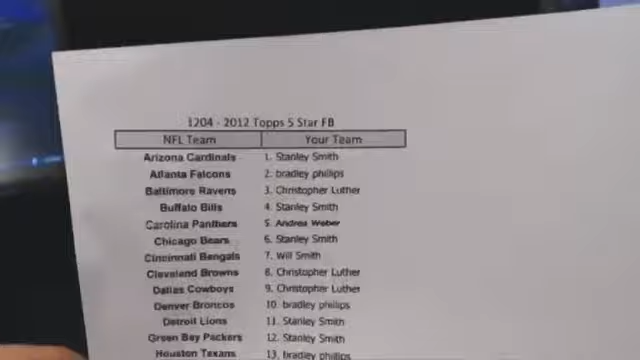 1204 - 2012 Topps 5 Star FB
NFL Team Your Team
Arizona Cardinals 1. Stanley Smith
Atlanta Falcons 2. bradley phillips
Baltimore Ravens 3. Christopher Luther
Buffalo Bills 4. Stanley Smith
Carolina Panthers 5. Andrea Weber
Chicago Bears 6. Stanley Smith
Cincinnati Bengals 7. Will Smith
Cleveland Browns 8. Christopher Luther
Dallas Cowboys 9. Christopher Luther
Denver Broncos 10. bradley phillips
Detroit Lions 11. Stanley Smith
Green Bay Packers 12. Stanley Smith
Houston Texans 13. bradley phillips